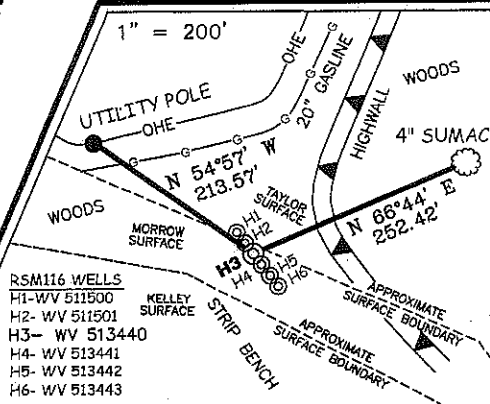 1" = 200'
UTILITY POLE
OHE
OHE
G
G
G
G
G
G
20" GASLINE
HIGHWALL
WOODS
4" SUMAC
N 54°57' W
213.57'
TAYLOR
SURFACE
N 66°44' E
252.42'
WOODS
MORROW
SURFACE
H1
H2
H3
H4
H5
H6
APPROXIMATE
SURFACE BOUNDARY
KELLEY
SURFACE
STRIP BENCH
APPROXIMATE
SURFACE BOUNDARY
RSM116 WELLS
H1-WV 511500
H2- WV 511501
H3- WV 513440
H4- WV 513441
H5- WV 513442
H6- WV 513443